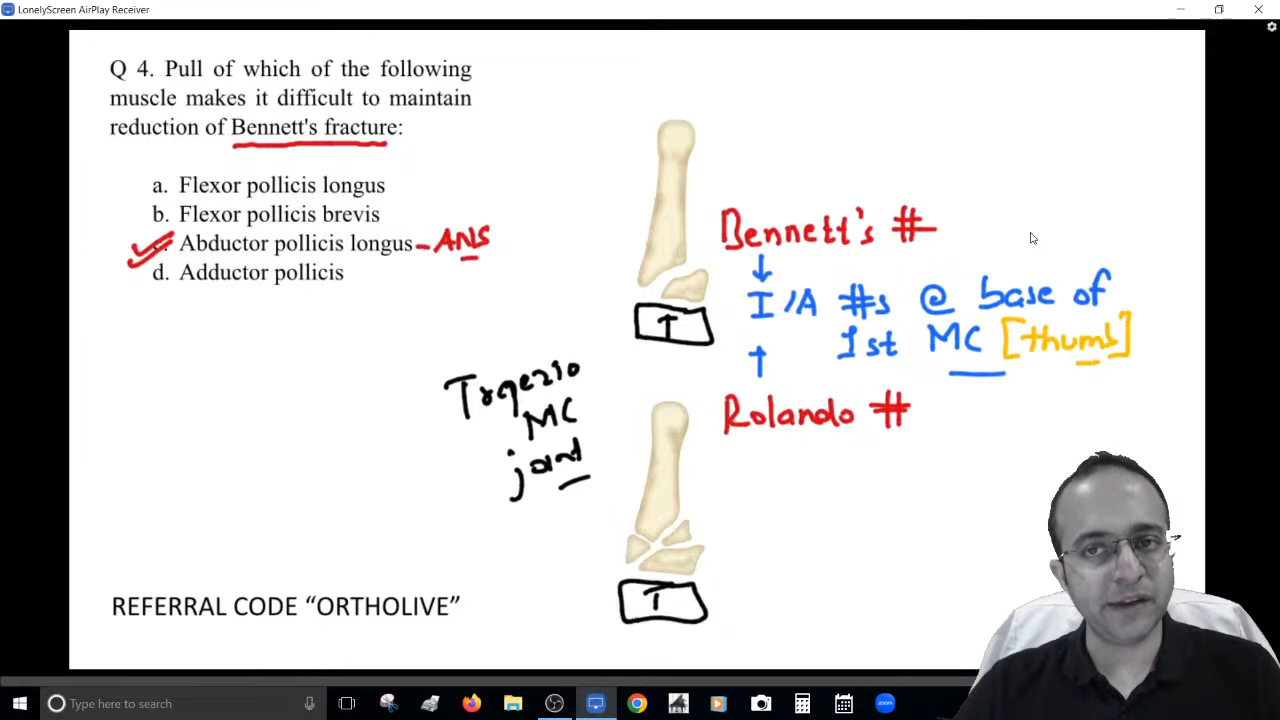 LonelyScreen AirPlay Receiver
Q 4. Pull of which of the following
muscle makes it difficult to maintain
reduction of Bennett's fracture:
a. Flexor pollicis longus
b. Flexor pollicis brevis
Abductor pollicis longus - ANS
d. Adductor pollicis
Bennett's #
I/A #s @ base of
1st MC [thumb]
Rolando #
T
Trapezio
MC
joint
T
REFERRAL CODE “ORTHOLIVE”
Type here to search
zoom